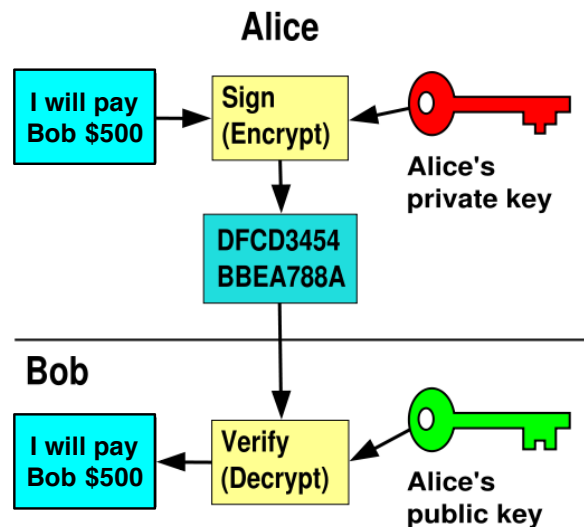 Alice
I will pay
Bob $500
Sign
(Encrypt)
Alice's
private key
DFCD3454
BBEA788A
Bob
I will pay
Bob $500
Verify
(Decrypt)
Alice's
public key